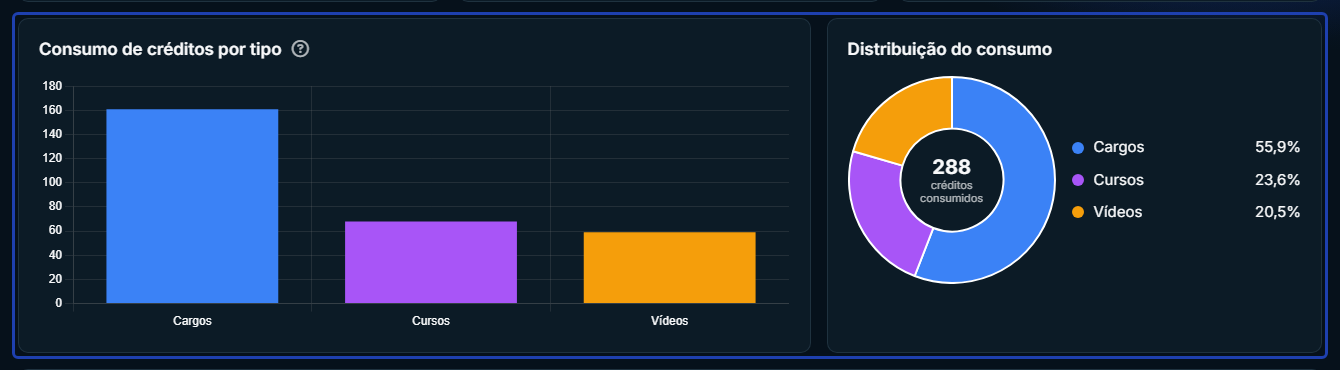 Consumo de créditos por tipo ?
180
160
140
120
100
80
60
40
20
0
Cargos
Cursos
Vídeos
Distribuição do consumo
288
créditos
consumidos
Cargos 55,9%
Cursos 23,6%
Vídeos 20,5%